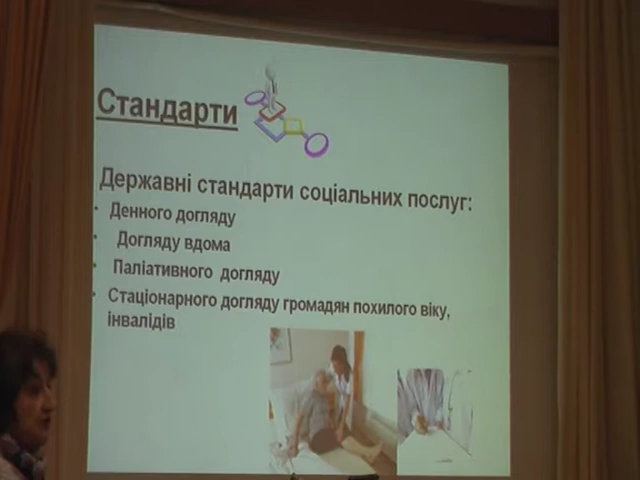 Стандарти
Державні стандарти соціальних послуг:
• Денного догляду
• Догляду вдома
• Паліативного догляду
• Стаціонарного догляду громадян похилого віку,
інвалідів